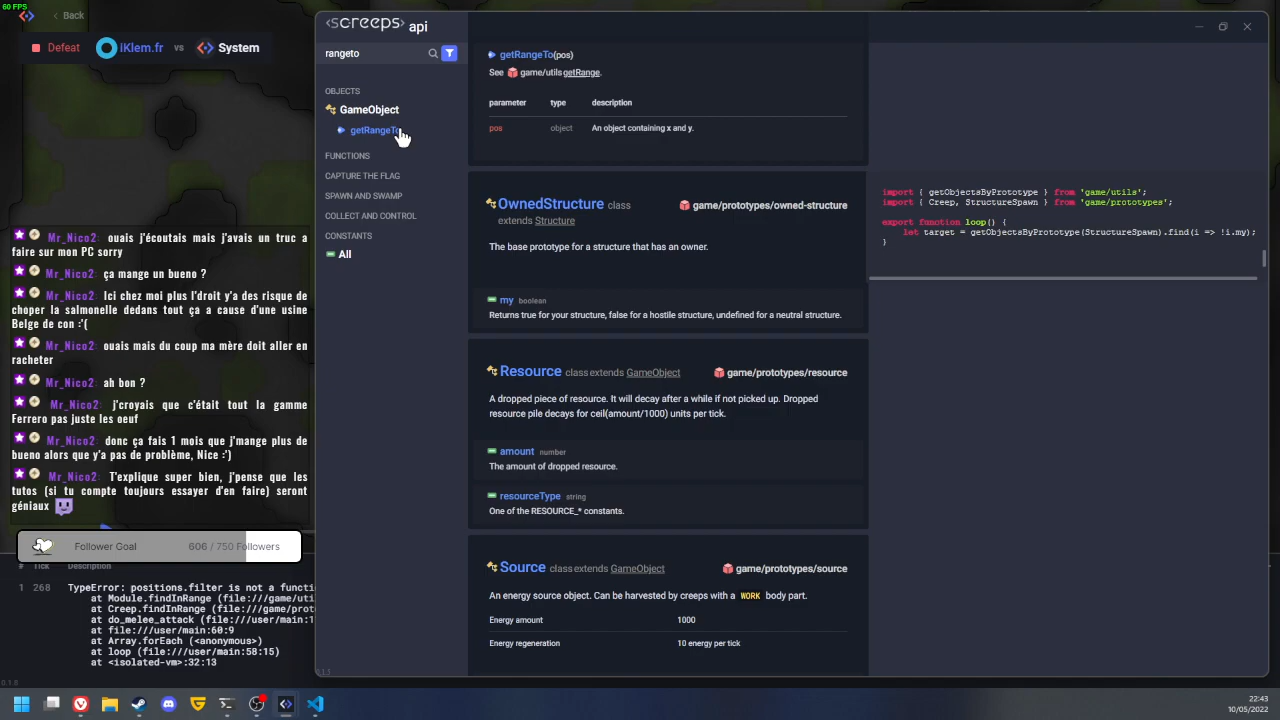 60 FPS
Back
Defeat
iKlem.fr
vs
System
Mr_Nico2: ouais j'écoutais mais j'avais un truc a
faire sur mon PC sorry
Mr_Nico2: ça mange un bueno ?
Mr_Nico2: Ici chez moi plus l'droit y'a des risque de
choper la salmonelle dedans tout ça a cause d'une usine
Belge de con :'(
Mr_Nico2: ouais mais du coup ma mère doit aller en
racheter
Mr_Nico2: ah bon ?
Mr_Nico2: j'croyais que c'était tout la gamme
Ferrero pas juste les oeuf
Mr_Nico2: donc ça fais 1 mois que j'mange plus de
bueno alors que y'a pas de problème, Nice :')
Mr_Nico2: T'explique super bien, j'pense que les
tutos (si tu compte toujours essayer d'en faire) seront
géniaux
Follower Goal
606 / 750 Followers
# Tick Description
1 268 TypeError: positions.filter is not a functi
at Module.findInRange (file:///game/uti
at Creep.findInRange (file:///game/prot
at do_melee_attack (file:///user/main:1
at file:///user/main:60:9
at Array.forEach (<anonymous>)
at loop (file:///user/main:58:15)
at <isolated-vm>:32:13
0.1.8
screeps api
rangeto
OBJECTS
GameObject
getRangeTo
FUNCTIONS
CAPTURE THE FLAG
SPAWN AND SWAMP
COLLECT AND CONTROL
CONSTANTS
All
getRangeTo(pos)
See game/utils getRange.
parameter type description
pos object An object containing x and y.
OwnedStructure class
extends Structure
game/prototypes/owned-structure
The base prototype for a structure that has an owner.
my boolean
Returns true for your structure, false for a hostile structure, undefined for a neutral structure.
Resource class extends GameObject
game/prototypes/resource
A dropped piece of resource. It will decay after a while if not picked up. Dropped
resource pile decays for ceil(amount/1000) units per tick.
amount number
The amount of dropped resource.
resourceType string
One of the RESOURCE_* constants.
Source class extends GameObject
game/prototypes/source
An energy source object. Can be harvested by creeps with a WORK body part.
Energy amount 1000
Energy regeneration 10 energy per tick
import { getObjectsByPrototype } from 'game/utils';
import { Creep, StructureSpawn } from 'game/prototypes';
export function loop() {
let target = getObjectsByPrototype(StructureSpawn).find(i => !i.my);
}
22:43
10/05/2022